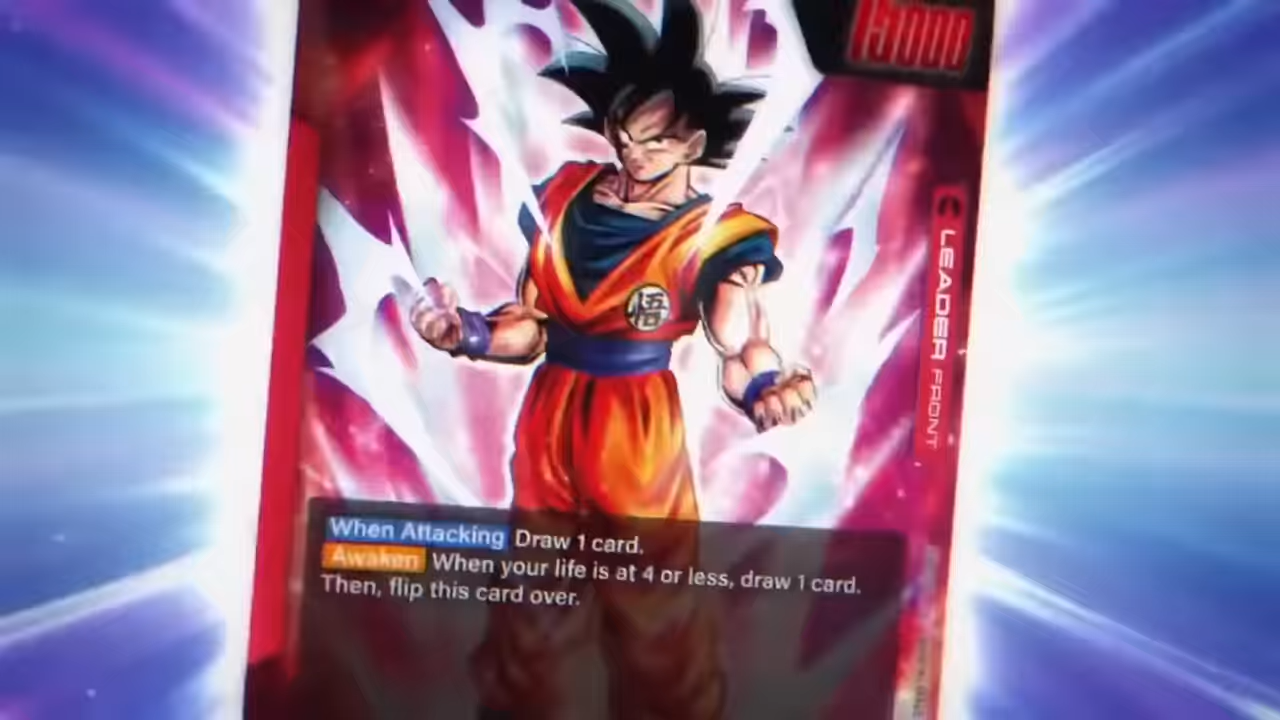 15000
LEADER FRONT
悟
When Attacking Draw 1 card.
Awaken When your life is at 4 or less, draw 1 card.
Then, flip this card over.